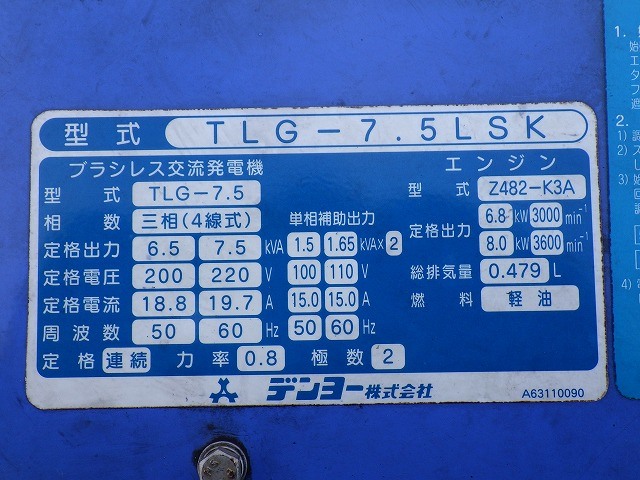 型式 TLG-7.5LSK
ブラシレス交流発電機
型式 TLG-7.5
相数 三相(4線式) 単相補助出力
定格出力 6.5 7.5 kVA 1.5 1.65 kVA× 2
定格電圧 200 220 V 100 110 V
定格電流 18.8 19.7 A 15.0 15.0 A
周波数 50 60 Hz 50 60 Hz
定格 連続 力率 0.8 極数 2
エンジン
型式 Z482-K3A
定格出力 6.8 kW 3000 min-1
8.0 kW 3600 min-1
総排気量 0.479 L
燃料 軽油
デンヨー株式会社
A63110090
1.
2.
1)
2)
3)
4)